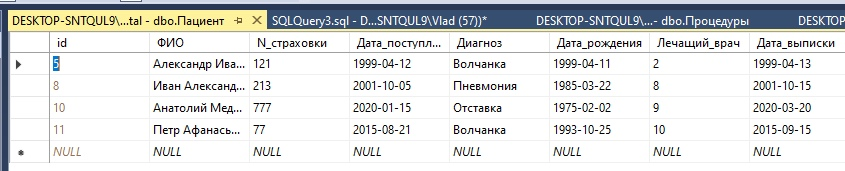 DESKTOP-SNTQUL9\...tal - dbo.Пациент SQLQuery3.sql - D...SNTQUL9\Vlad (57))* DESKTOP-SNTQUL9\...- dbo.Процедуры DESKTOP-SNTQUL9\
id ФИО N_страховки Дата_поступл... Диагноз Дата_рождения Лечащий_врач Дата_выписки
5 Александр Ива... 121 1999-04-12 Волчанка 1999-04-11 2 1999-04-13
8 Иван Александ... 213 2001-10-05 Пневмония 1985-03-22 8 2001-10-15
10 Анатолий Мед... 777 2020-01-15 Отставка 1975-02-02 9 2020-03-20
11 Петр Афанась... 77 2015-08-21 Волчанка 1993-10-25 10 2015-09-15
NULL NULL NULL NULL NULL NULL NULL NULL